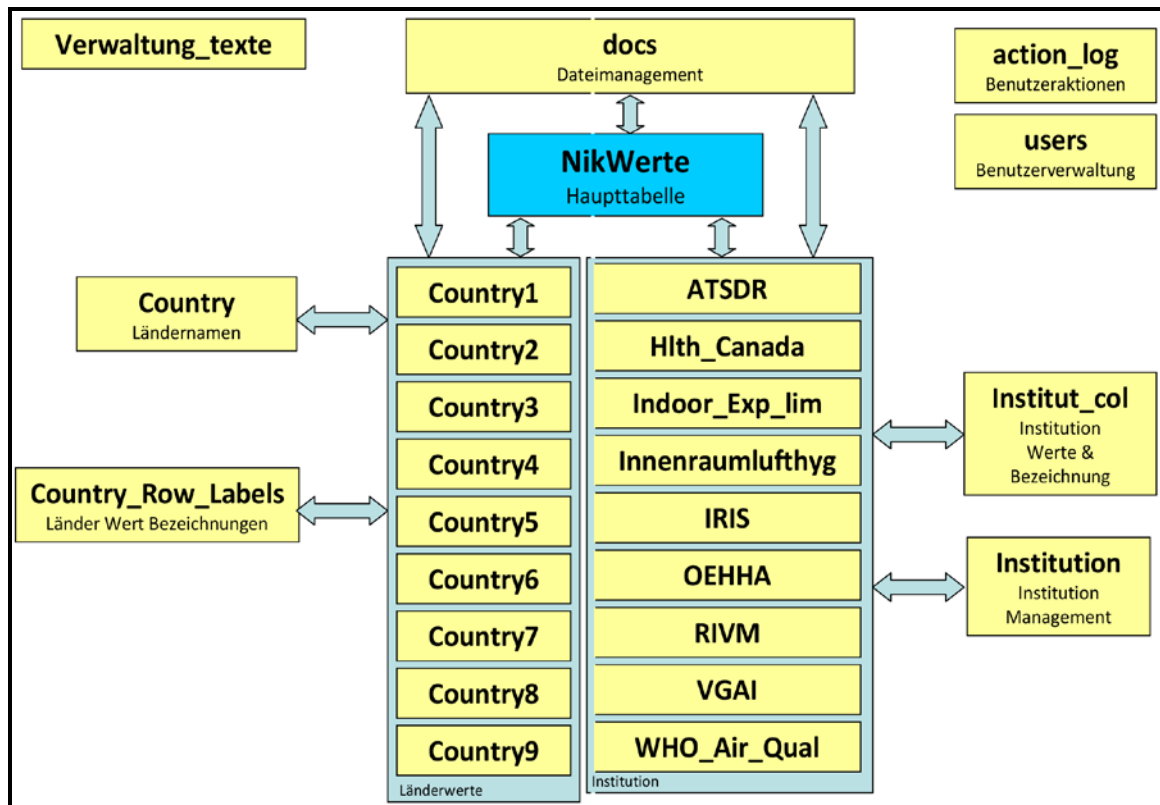 Verwaltung_texte
docs
Dateimanagement
action_log
Benutzeraktionen
users
Benutzerverwaltung
NikWerte
Haupttabelle
Country
Ländernamen
Country_Row_Labels
Länder Wert Bezeichnungen
Country1
Country2
Country3
Country4
Country5
Country6
Country7
Country8
Country9
Länderwerte
ATSDR
Hlth_Canada
Indoor_Exp_lim
Innenraumlufthyg
IRIS
OEHHA
RIVM
VGAI
WHO_Air_Qual
Institution
Institut_col
Institution
Werte &
Bezeichnung
Institution
Institution
Management